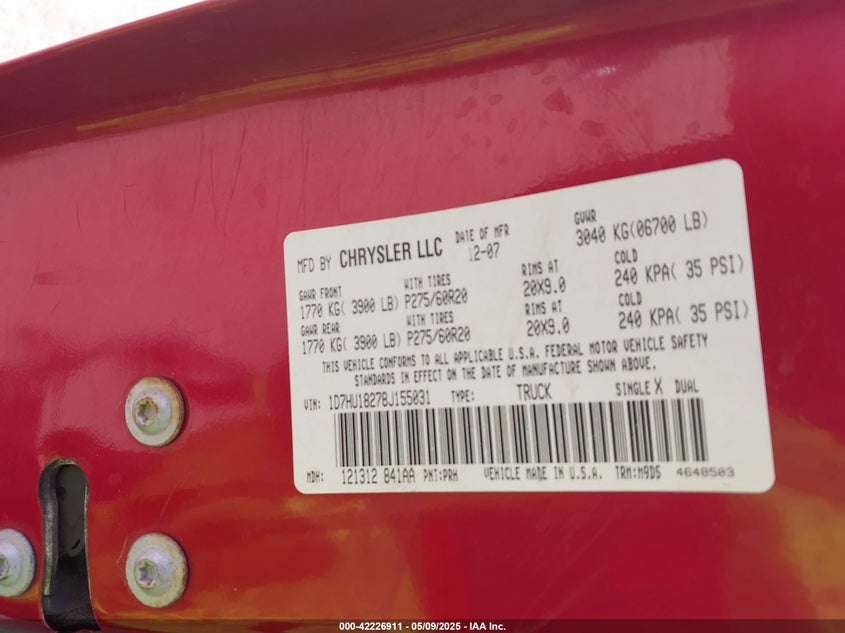 MFD BY CHRYSLER LLC DATE OF MFR 12-07 GVWR 3040 KG(06700 LB)
GAWR FRONT WITH TIRES RIMS AT COLD
1770 KG( 3900 LB) P275/60R20 20X9.0 240 KPA( 35 PSI)
GAWR REAR WITH TIRES RIMS AT COLD
1770 KG( 3900 LB) P275/60R20 20X9.0 240 KPA( 35 PSI)
THIS VEHICLE CONFORMS TO ALL APPLICABLE U.S.A. FEDERAL MOTOR VEHICLE SAFETY
STANDARDS IN EFFECT ON THE DATE OF MANUFACTURE SHOWN ABOVE.
VIN: 1D7HU18278J155031 TYPE: TRUCK SINGLE X DUAL
MDH: 121312 841AA PNT:PRH VEHICLE MADE IN U.S.A. TRM:M9D5 4648503
000-42226911 - 05/09/2025 - IAA Inc.